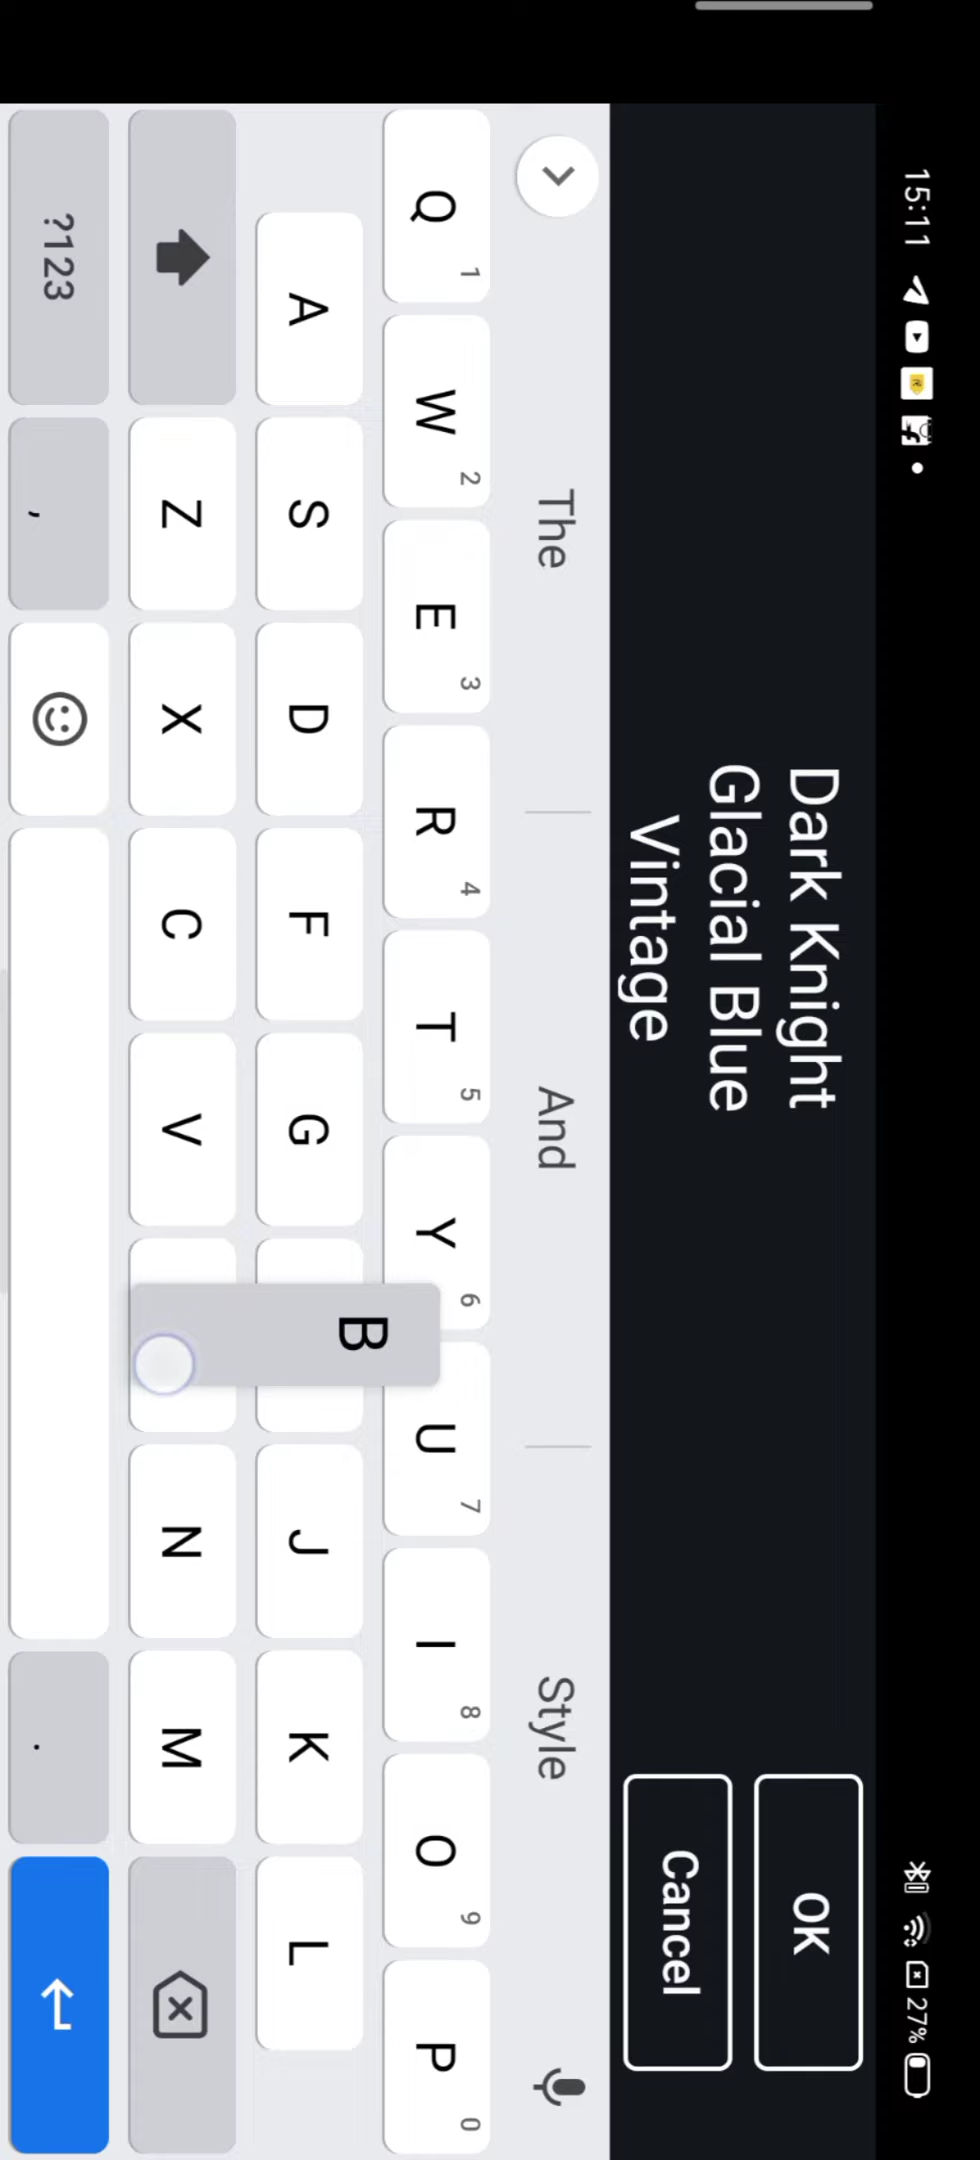 15:11
27%
Dark Knight
Glacial Blue
Vintage
OK
Cancel
The And Style
Q 1 W 2 E 3 R 4 T 5 Y 6 U 7 I 8 O 9 P 0
A S D F G J K L
Z X C V B N M
?123 , .